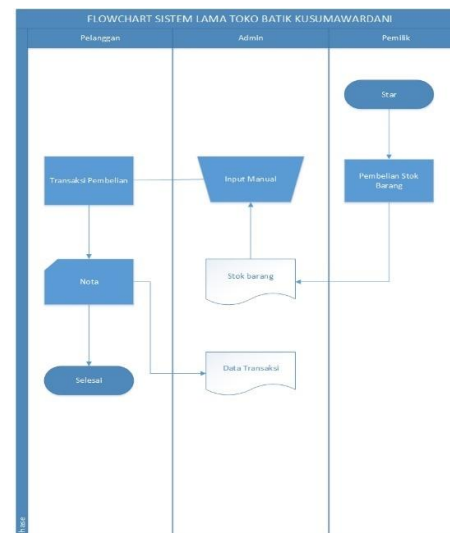 FLOWCHART SISTEM LAMA TOKO BATIK KUSUMAWARDANI
Pelanggan
Admin
Pemilik
Star
Transaksi Pembelian
Input Manual
Pembelian Stok
Barang
Nota
Stok barang
Selesai
Data Transaksi
hase